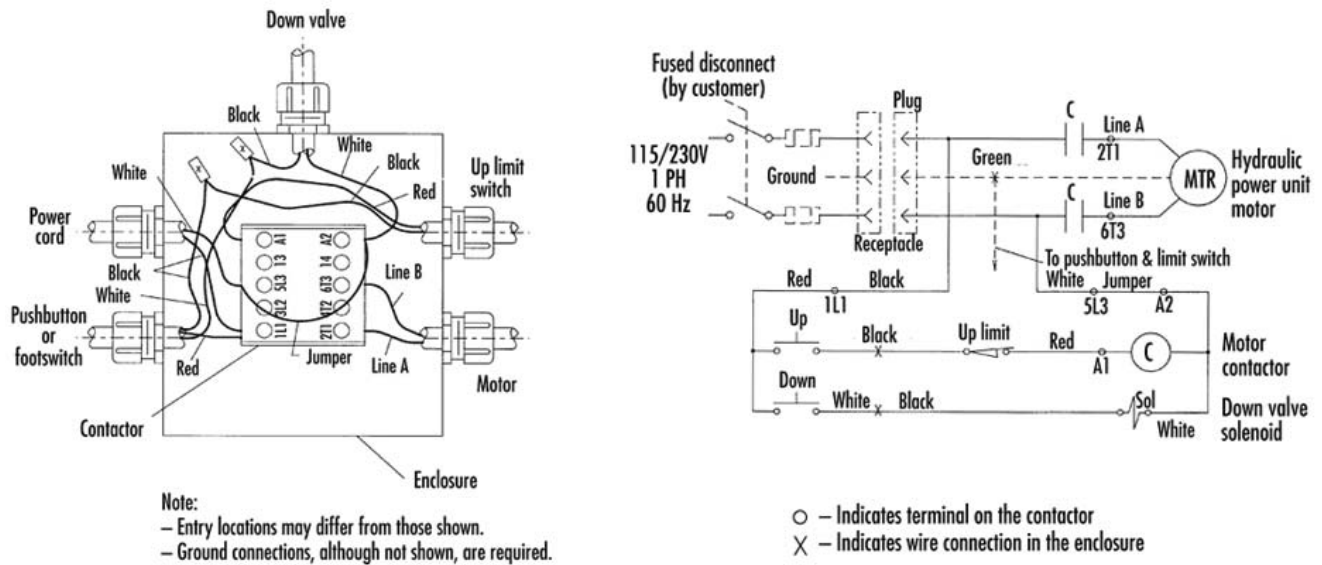 Down valve
Black
White
Black
White
Red
Up limit
switch
Power
cord
A1
A2
13
14
5L3
6T3
3L2
1L1
2T1
Line B
Black
White
Pushbutton
or
footswitch
Red
Jumper
Line A
Motor
Contactor
Enclosure
Note:
– Entry locations may differ from those shown.
– Ground connections, although not shown, are required.
Fused disconnect
(by customer)
Plug
C
Line A
2T1
115/230V
1 PH
60 Hz
Ground
Green
MTR
Hydraulic
power unit
motor
C
Line B
6T3
Receptacle
To pushbutton & limit switch
White
Jumper
Red
Black
1L1
5L3
A2
Up
Black
Up limit
Red
A1
C
Motor
contactor
Down
White
Black
Sol
White
Down valve
solenoid
O – Indicates terminal on the contactor
X – Indicates wire connection in the enclosure